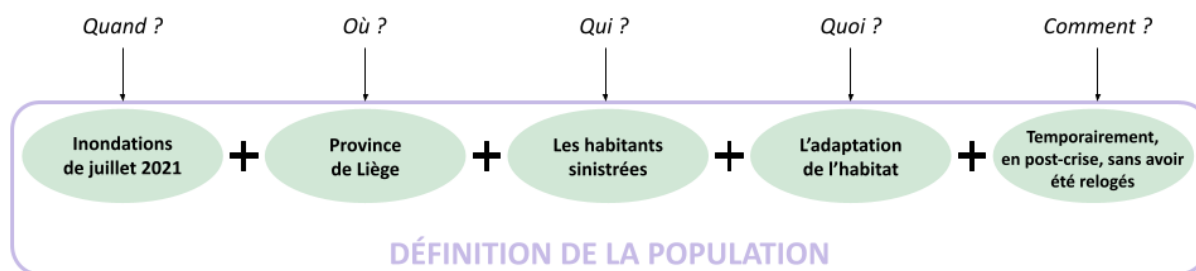 Quand ? Où ? Qui ? Quoi ? Comment ?
Inondations
de juillet 2021
+
Province
de Liège
+
Les habitants
sinistrées
+
L'adaptation
de l'habitat
+
Temporairement,
en post-crise, sans avoir
été relogés
DÉFINITION DE LA POPULATION